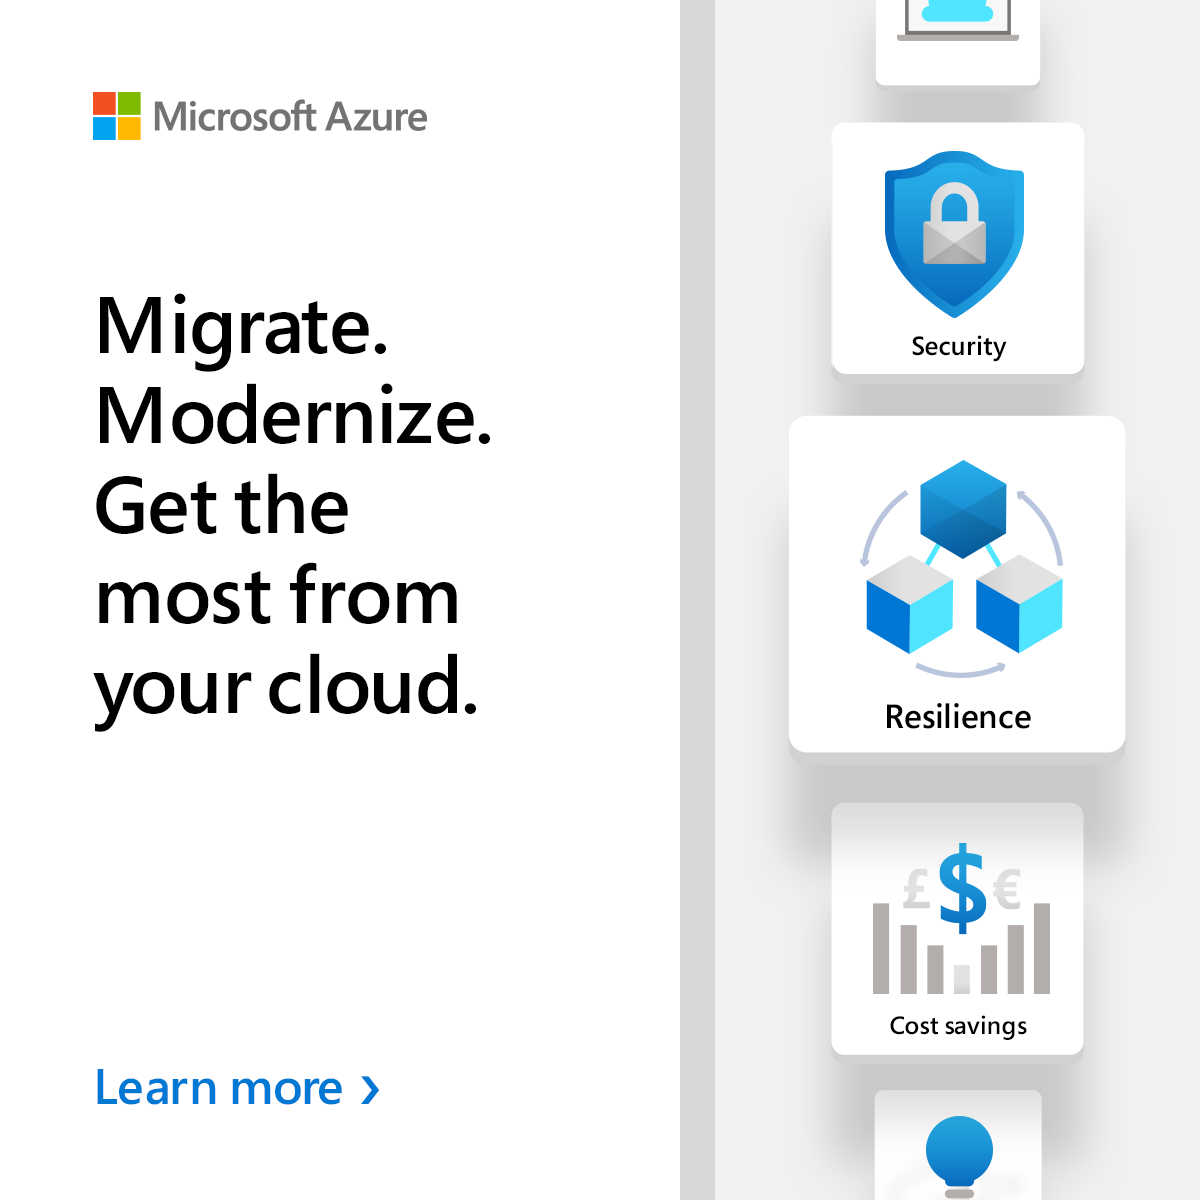 Microsoft Azure
Migrate.
Modernize.
Get the
most from
your cloud.
Learn more ❯
Security
Resilience
£ $ €
Cost savings